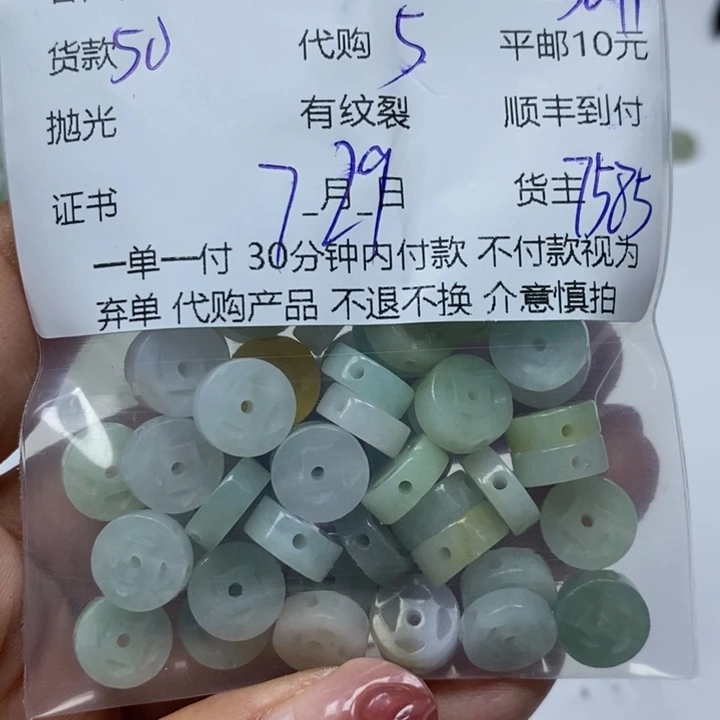 货款50 代购 5 平邮10元
抛光 有纹裂 顺丰到付
证书 7月29日 货主7585
一单一付 30分钟内付款 不付款视为
弃单 代购产品 不退不换 介意慎拍